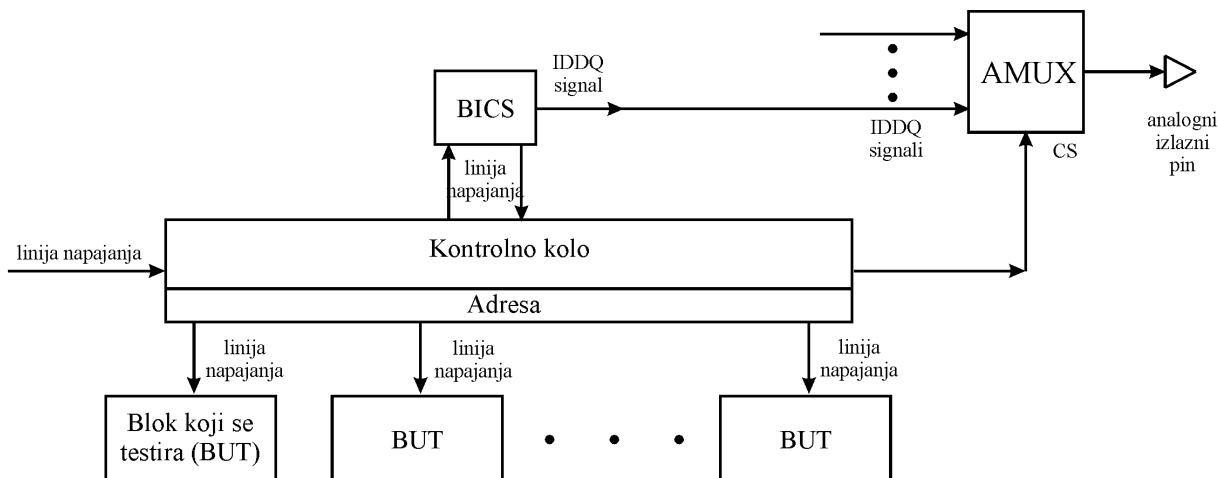 IDDQ
signal
AMUX
BICS
IDDQ
signali
CS
analogni
izlazni
pin
linija
napajanja
linija napajanja
Kontrolno kolo
Adresa
linija
napajanja
linija
napajanja
linija
napajanja
Blok koji se
testira (BUT)
BUT
BUT